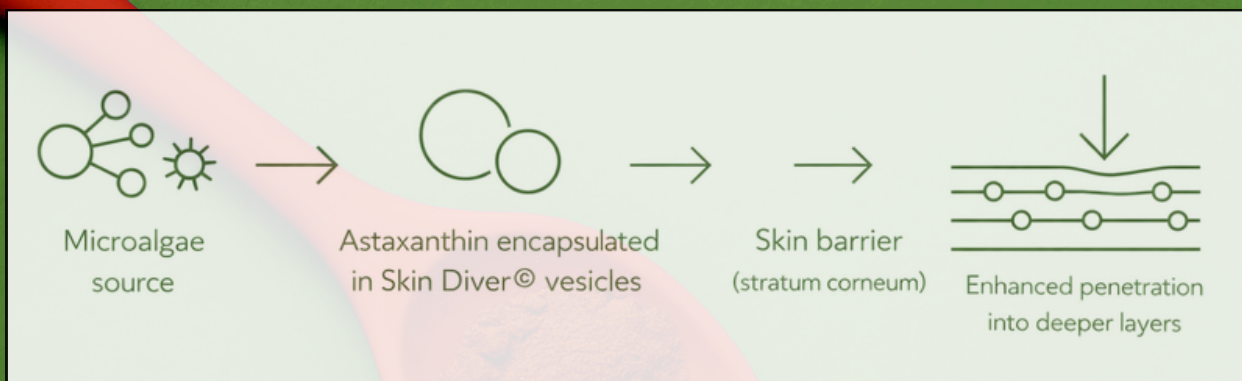 Microalgae
source
Astaxanthin encapsulated
in Skin Diver© vesicles
Skin barrier
(stratum corneum)
Enhanced penetration
into deeper layers